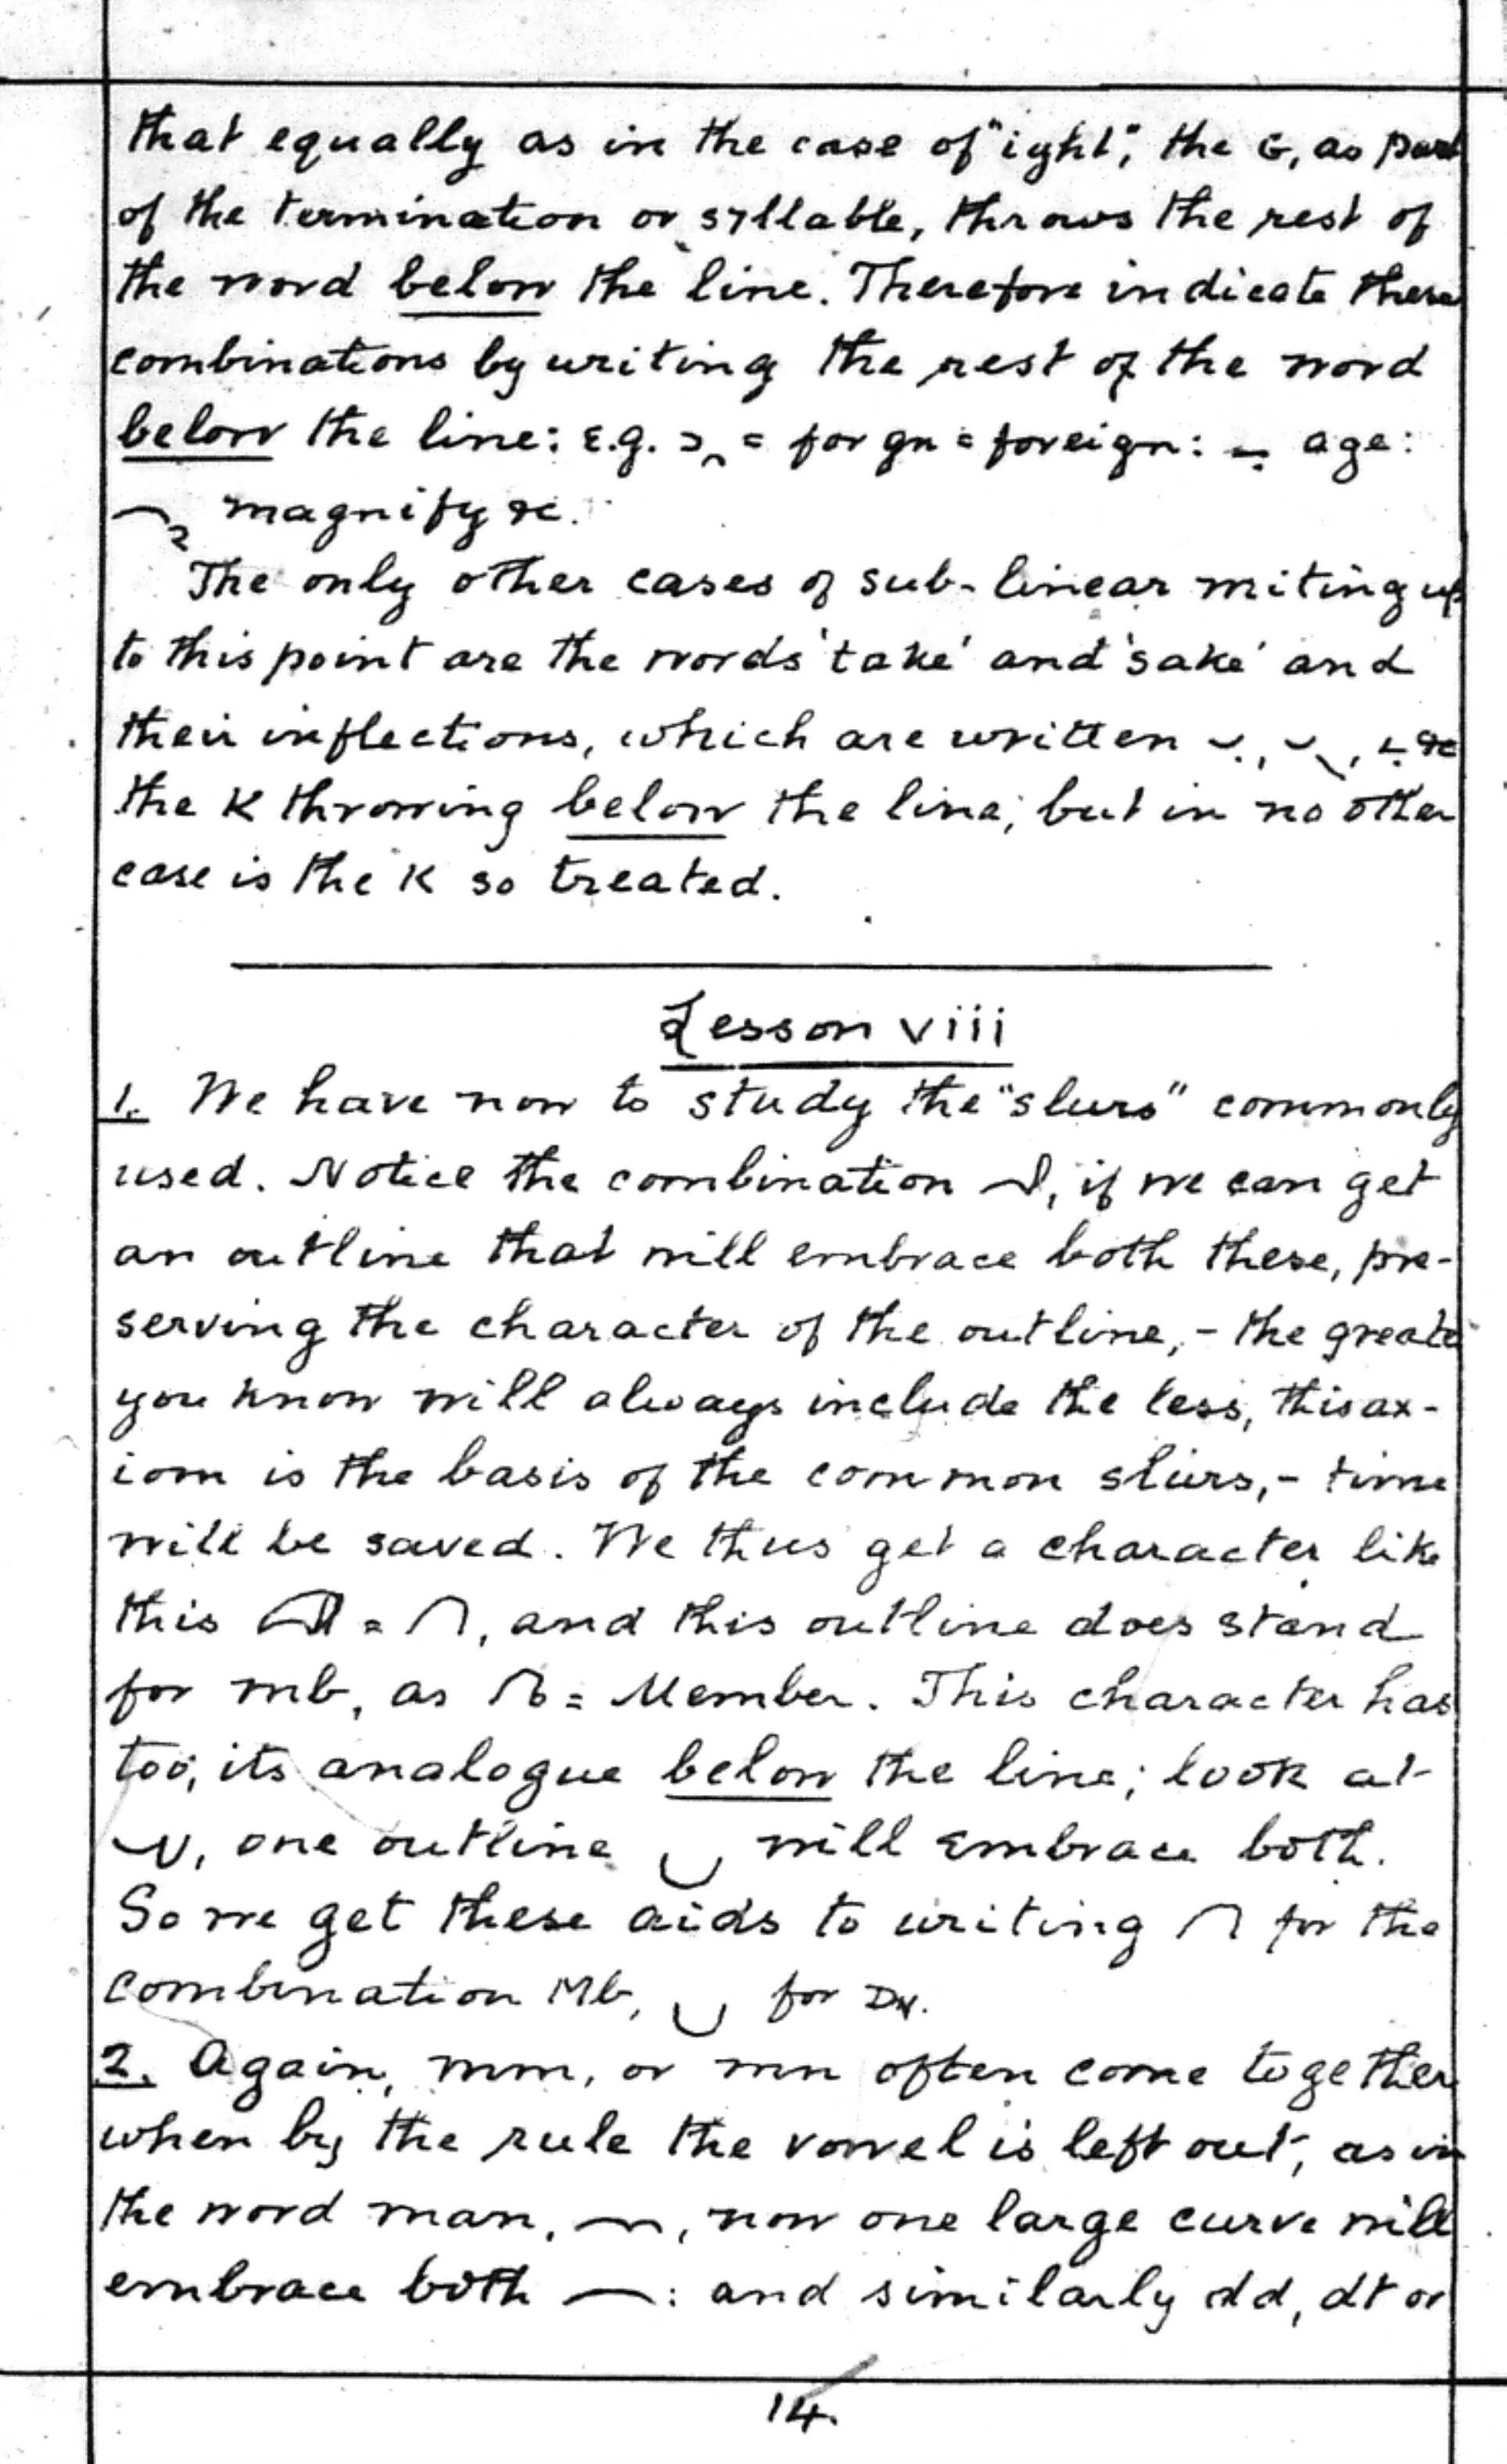 that equally as in the case of "ight", the G, as part
of the termination or syllable, throws the rest of
the word below the line. Therefore indicate these
combinations by writing the rest of the word
below the line: E.g. = for gn = foreign: age:
magnify &c.
The only other cases of sub-linear writing up
to this point are the words 'take' and 'sake' and
their inflections, which are written , , &c
the K throwing below the line; but in no other
case is the K so treated.
Lesson viii
1. We have now to study the "slurs" commonly
used. Notice the combination , if we can get
an outline that will embrace both these, pre-
serving the character of the outline, - the greater
you know will always include the less, this ax-
iom is the basis of the common slurs, - time
will be saved. We thus get a character like
this = , and this outline does stand
for mb, as = Member. This character has
too, its analogue below the line; look at
, one outline will embrace both.
So we get these aids to writing for the
combination Mb, for
2. Again, mm, or mn often come together
when by the rule the vowel is left out, as in
the word man, , now one large curve will
embrace both : and similarly dd, dt or
14.